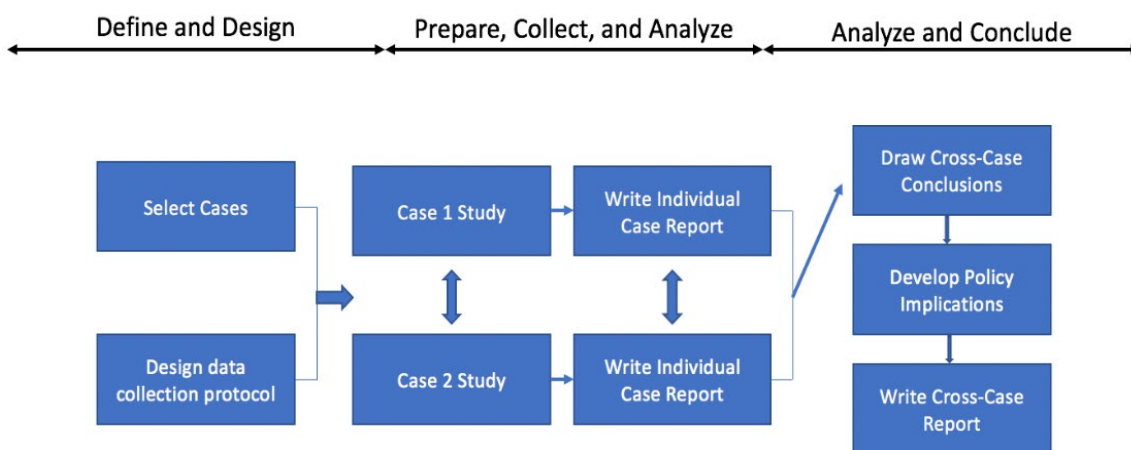 Define and Design
Prepare, Collect, and Analyze
Analyze and Conclude
Select Cases
Design data
collection protocol
Case 1 Study
Case 2 Study
Write Individual
Case Report
Write Individual
Case Report
Draw Cross-Case
Conclusions
Develop Policy
Implications
Write Cross-Case
Report